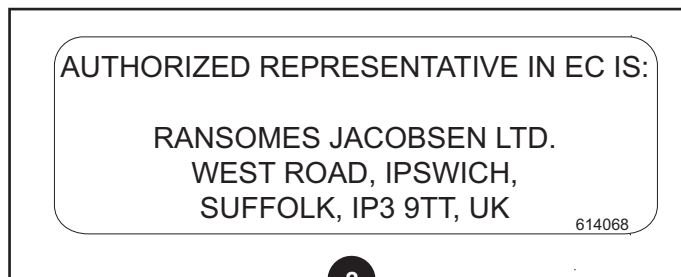 AUTHORIZED REPRESENTATIVE IN EC IS:
RANSOMES JACOBSEN LTD.
WEST ROAD, IPSWICH,
SUFFOLK, IP3 9TT, UK
614068